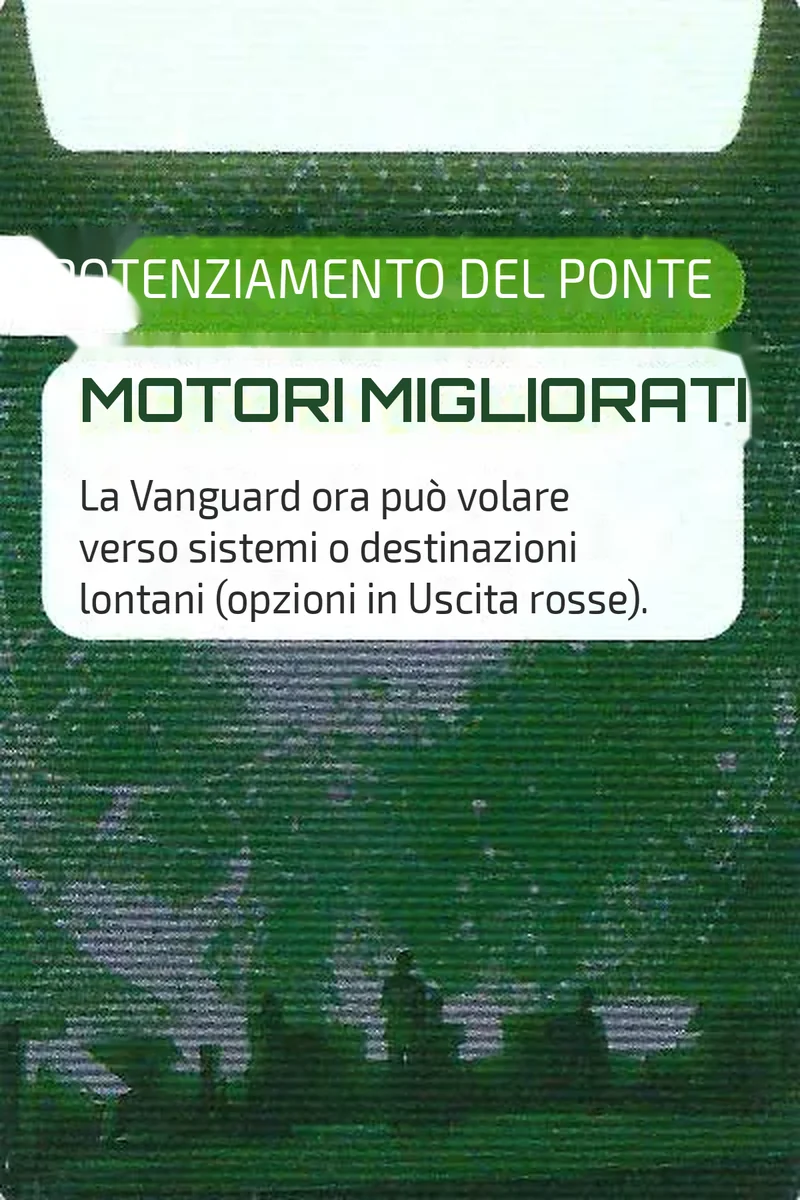 POTENZIAMENTO DEL PONTE
MOTORI MIGLIORATI
La Vanguard ora può volare
verso sistemi o destinazioni
lontani (opzioni in Uscita rosse).